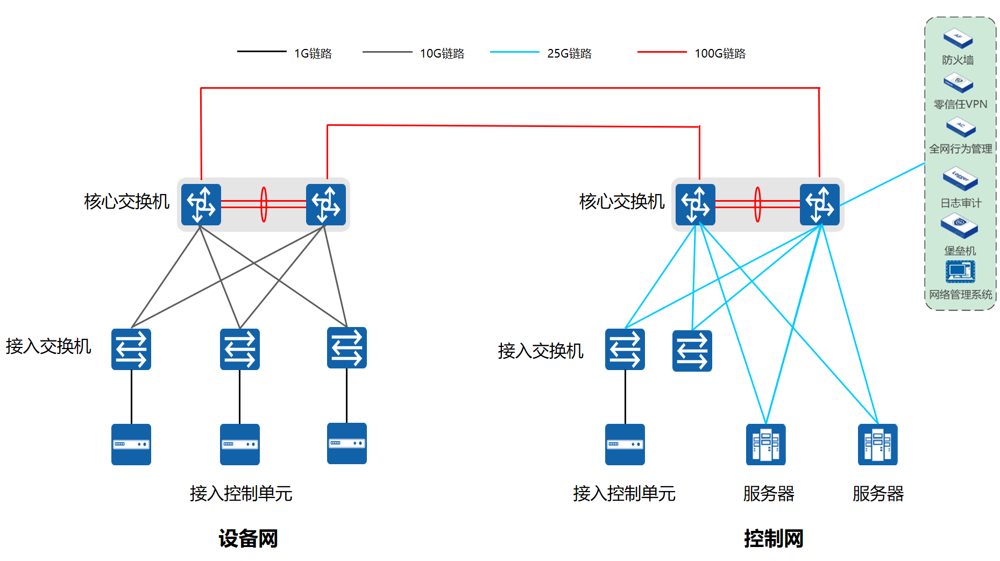 1G链路
10G链路
25G链路
100G链路
AF
防火墙
零信任VPN
AC
全网行为管理
Logger
日志审计
堡垒机
网络管理系统
核心交换机
核心交换机
接入交换机
接入交换机
接入控制单元
接入控制单元
服务器
服务器
设备网
控制网